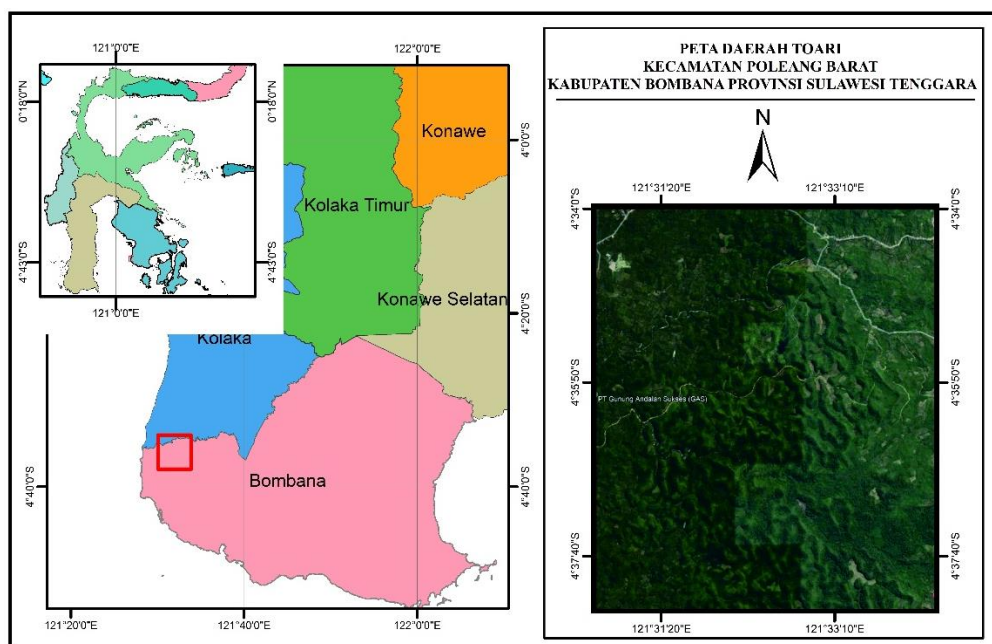 121°0'0"E
0°18'0"N
0°18'0"N
4°43'0"S
4°43'0"S
121°0'0"E
122°0'0"E
Konawe
4°0'0"S
Kolaka Timur
Konawe Selatan
4°20'0"S
Kolaka
Bombana
4°40'0"S
4°40'0"S
121°20'0"E
121°40'0"E
122°0'0"E
PETA DAERAH TOARI
KECAMATAN POLEANG BARAT
KABUPATEN BOMBANA PROVINSI SULAWESI TENGGARA
N
121°31'20"E
121°33'10"E
4°34'0"S
4°34'0"S
4°35'50"S
4°35'50"S
PT Gunung Andalan Sukses (GAS)
4°37'40"S
4°37'40"S
121°31'20"E
121°33'10"E